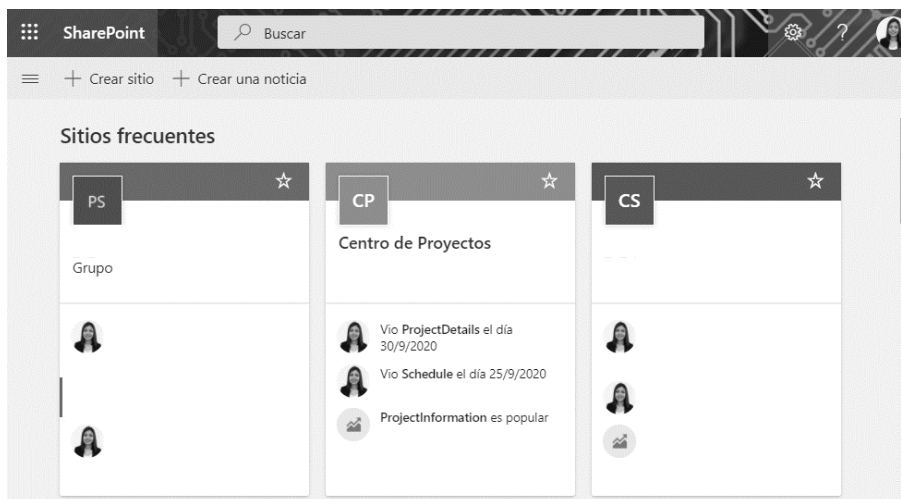 SharePoint
Buscar
?
+ Crear sitio + Crear una noticia
Sitios frecuentes
PS
Grupo
CP
Centro de Proyectos
Vio ProjectDetails el día
30/9/2020
Vio Schedule el día 25/9/2020
ProjectInformation es popular
CS